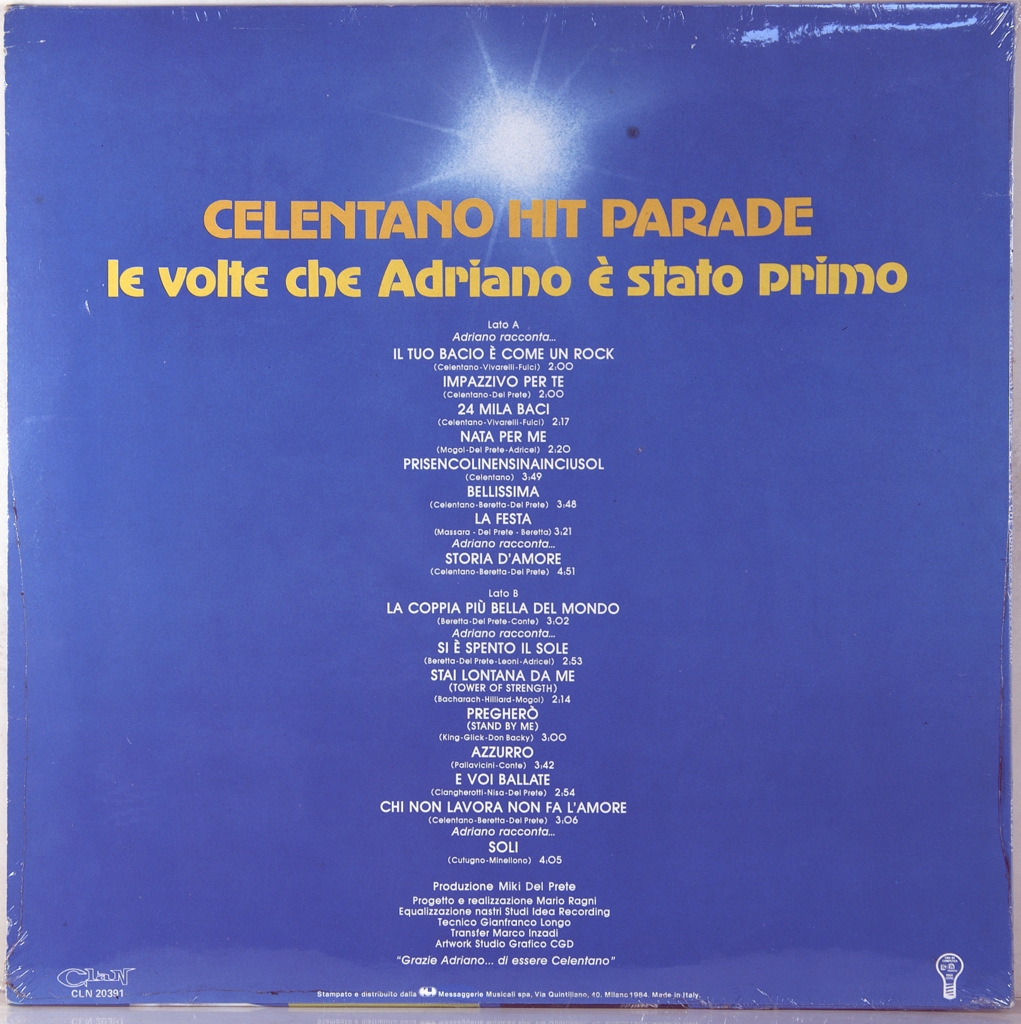 CELENTANO HIT PARADE
le volte che Adriano è stato primo
Lato A
Adriano racconta...
IL TUO BACIO È COME UN ROCK
(Celentano-Vivarelli-Fulci) 2:00
IMPAZZIVO PER TE
(Celentano-Del Prete) 2:00
24 MILA BACI
(Celentano-Vivarelli-Fulci) 2:17
NATA PER ME
(Mogol-Del Prete-Adricel) 2:20
PRISENCOLINENSINAINCIUSOL
(Celentano) 3:49
BELLISSIMA
(Celentano-Beretta-Del Prete) 3:48
LA FESTA
(Massara - Del Prete - Beretta) 3:21
Adriano racconta...
STORIA D'AMORE
(Celentano-Beretta-Del Prete) 4:51
Lato B
LA COPPIA PIÙ BELLA DEL MONDO
(Beretta-Del Prete-Conte) 3:02
Adriano racconta...
SI È SPENTO IL SOLE
(Beretta-Del Prete-Leoni-Adricel) 2:53
STAI LONTANA DA ME
(TOWER OF STRENGTH)
(Bacharach-Hilliard-Mogol) 2:14
PREGHERÒ
(STAND BY ME)
(King-Glick-Don Backy) 3:00
AZZURRO
(Pallavicini-Conte) 3:42
E VOI BALLATE
(Ciangherotti-Nisa-Del Prete) 2:54
CHI NON LAVORA NON FA L'AMORE
(Celentano-Beretta-Del Prete) 3:06
Adriano racconta...
SOLI
(Cutugno-Minellono) 4:05
Produzione Miki Del Prete
Progetto e realizzazione Mario Ragni
Equalizzazione nastri Studi Idea Recording
Tecnico Gianfranco Longo
Transfer Marco Inzadi
Artwork Studio Grafico CGD
"Grazie Adriano... di essere Celentano"
CLAN
CLN 20391
Stampato e distribuito dalla Messaggerie Musicali spa, Via Quintiliano, 40, Milano 1984. Made in Italy.